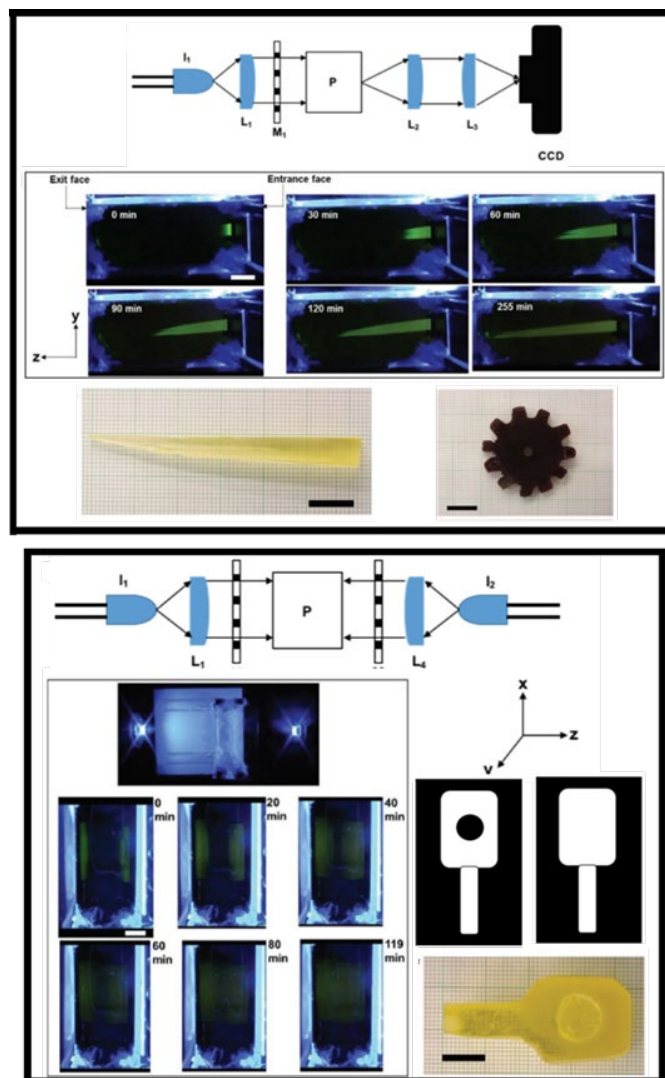 I1
L1
M1
P
L2
L3
CCD
Exit face
Entrance face
0 min
30 min
60 min
90 min
120 min
255 min
y
z
I1
L1
P
L4
I2
x
z
y
0 min
20 min
40 min
60 min
80 min
119 min